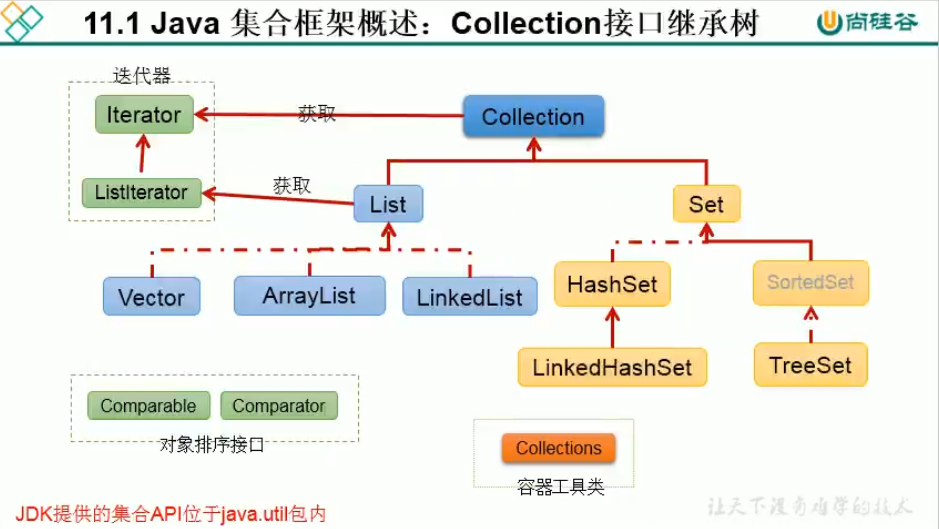 11.1 Java 集合框架概述：Collection接口继承树
尚硅谷
迭代器
Iterator
获取
Collection
ListIterator
获取
List
Set
Vector
ArrayList
LinkedList
HashSet
SortedSet
LinkedHashSet
TreeSet
Comparable
Comparator
对象排序接口
Collections
容器工具类
JDK提供的集合API位于java.util包内
让天下没有难学的技术